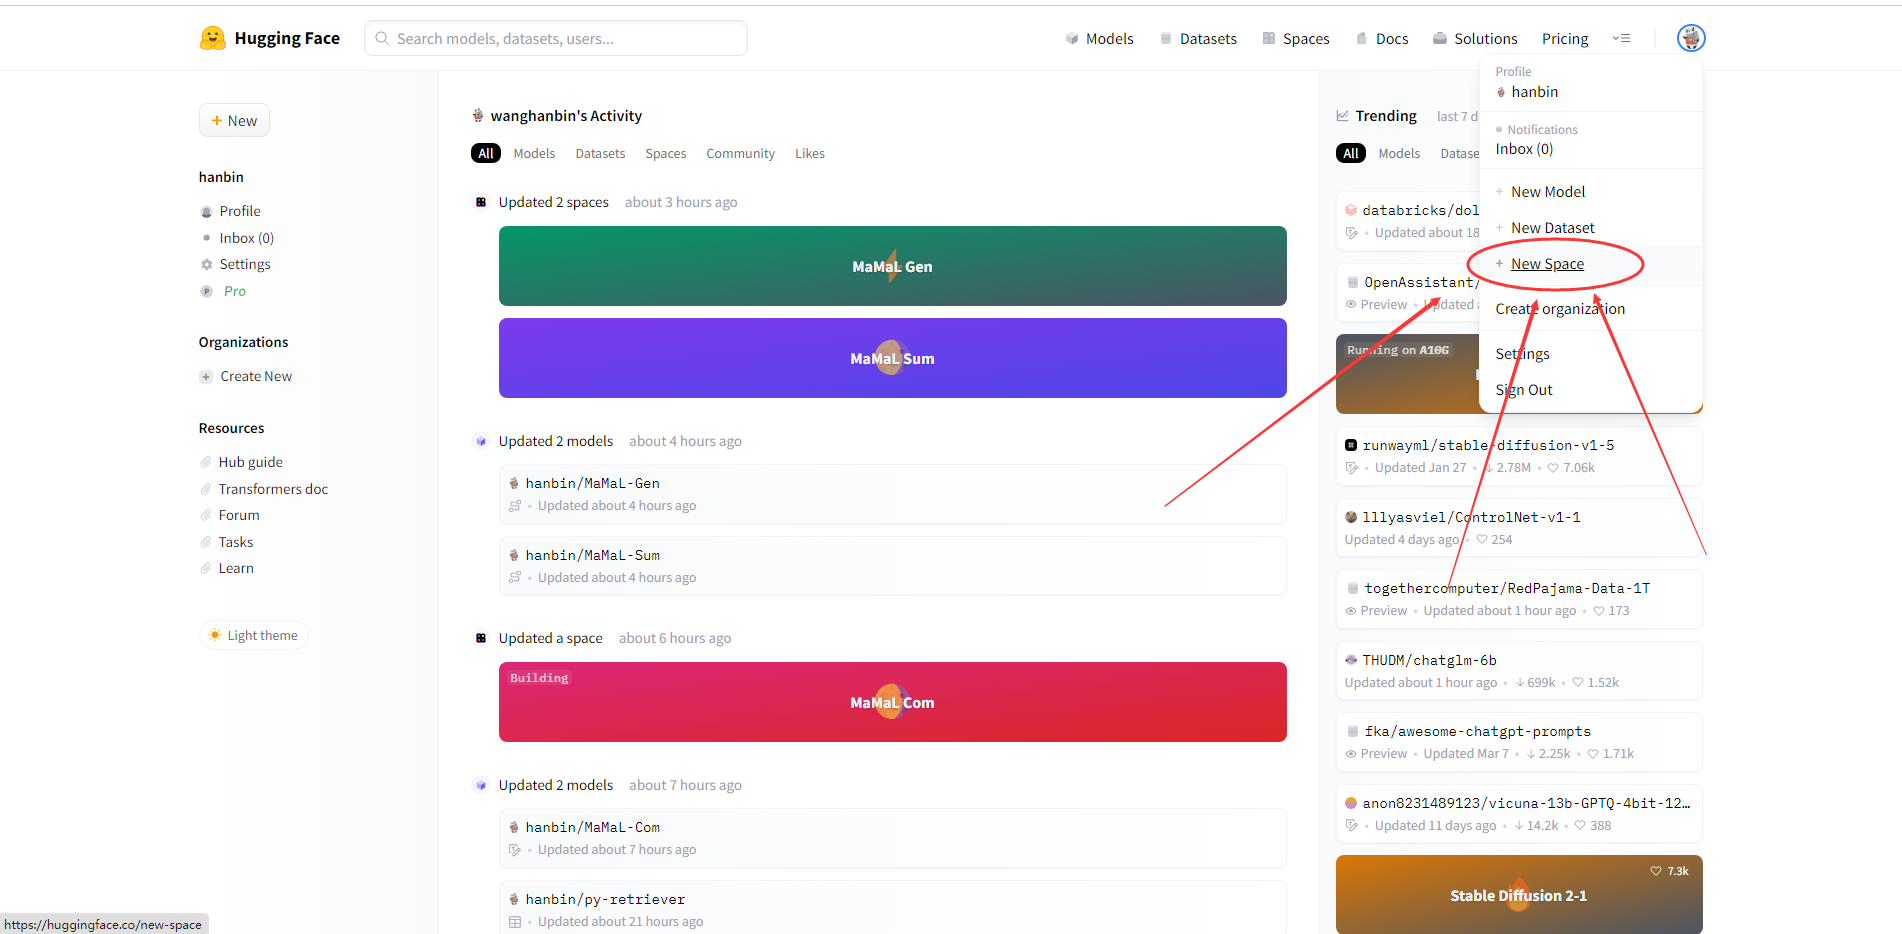 Hugging Face
Search models, datasets, users...
Models
Datasets
Spaces
Docs
Solutions
Pricing
+ New
hanbin
Profile
Inbox (0)
Settings
P Pro
Organizations
+ Create New
Resources
Hub guide
Transformers doc
Forum
Tasks
Learn
Light theme
wanghanbin's Activity
All Models Datasets Spaces Community Likes
Updated 2 spaces about 3 hours ago
MaMaL Gen
MaMaL Sum
Updated 2 models about 4 hours ago
hanbin/MaMaL-Gen
• Updated about 4 hours ago
hanbin/MaMaL-Sum
• Updated about 4 hours ago
Updated a space about 6 hours ago
Building
MaMaL Com
Updated 2 models about 7 hours ago
hanbin/MaMaL-Com
• Updated about 7 hours ago
hanbin/py-retriever
• Updated about 21 hours ago
Trending last 7 d
All Models Datase
databricks/dol
• Updated about 18
OpenAssistant/
Preview • Updated a
Running on A10G
runwayml/stable-diffusion-v1-5
• Updated Jan 27 • ↓ 2.78M • ♡ 7.06k
lllyasviel/ControlNet-v1-1
Updated 4 days ago • ♡ 254
togethercomputer/RedPajama-Data-1T
Preview • Updated about 1 hour ago • ♡ 173
THUDM/chatglm-6b
Updated about 1 hour ago • ↓ 699k • ♡ 1.52k
fka/awesome-chatgpt-prompts
Preview • Updated Mar 7 • ↓ 2.25k • ♡ 1.71k
anon8231489123/vicuna-13b-GPTQ-4bit-12…
• Updated 11 days ago • ↓ 14.2k • ♡ 388
♡ 7.3k
Stable Diffusion 2-1
Profile
hanbin
Notifications
Inbox (0)
+ New Model
+ New Dataset
+ New Space
Create organization
Settings
Sign Out
https://huggingface.co/new-space